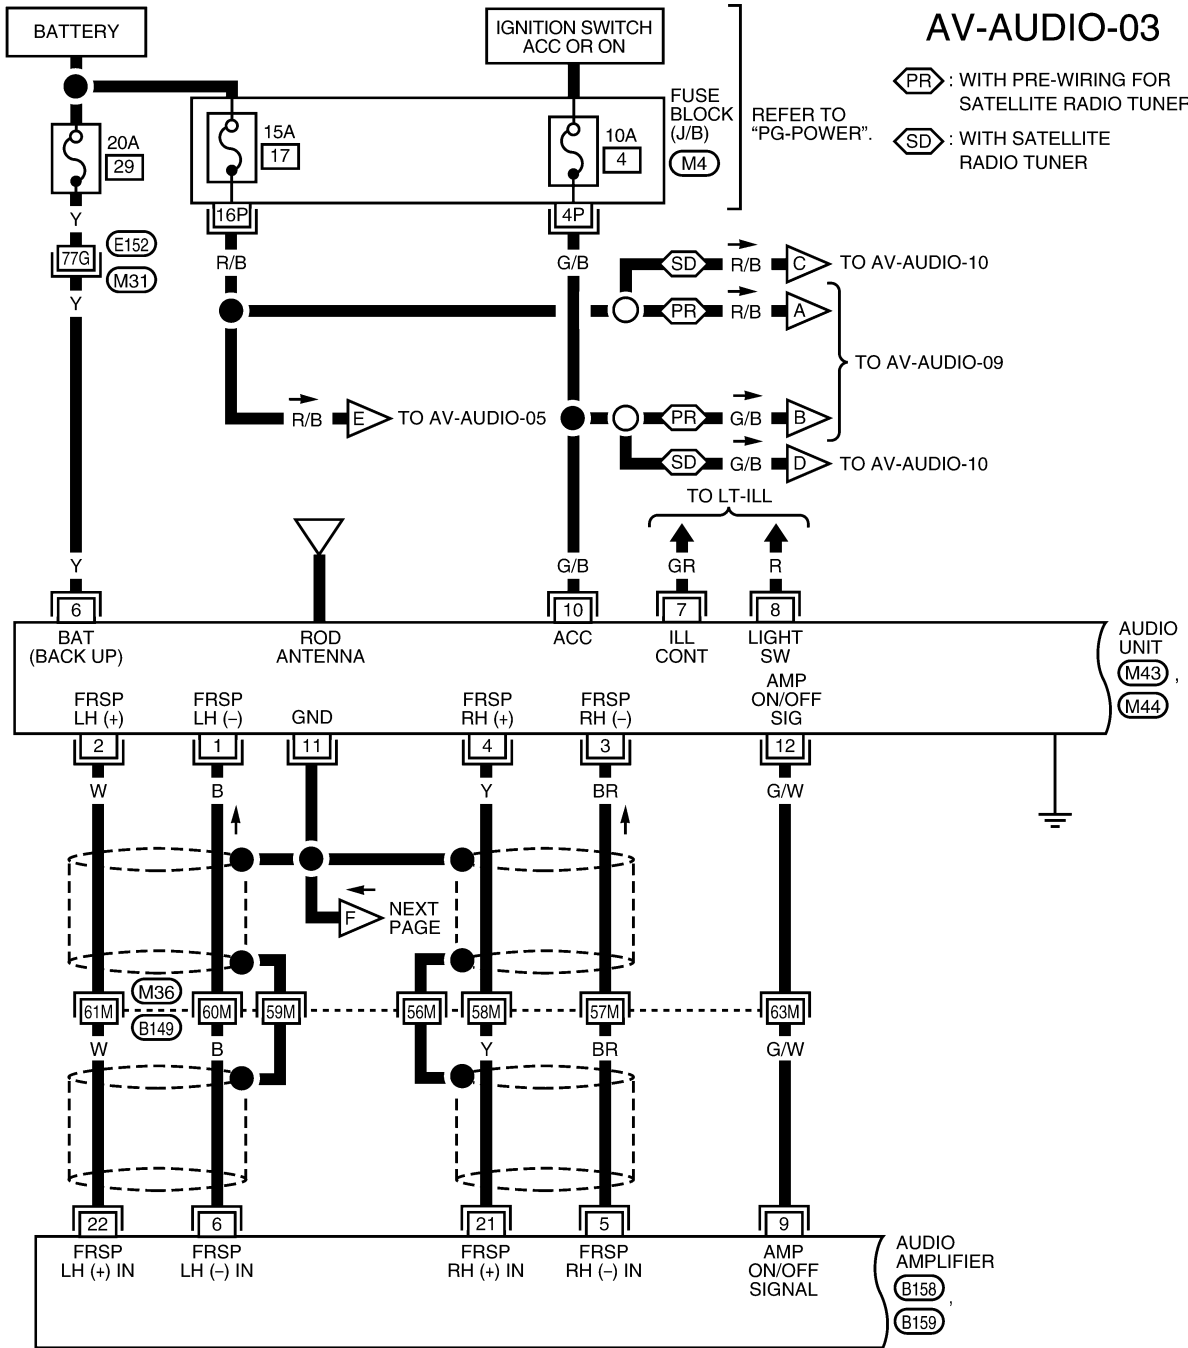 AV-AUDIO-03
BATTERY
IGNITION SWITCH
ACC OR ON
PR : WITH PRE-WIRING FOR
SATELLITE RADIO TUNER
SD : WITH SATELLITE
RADIO TUNER
FUSE
BLOCK
(J/B)
M4
REFER TO
“PG-POWER”.
20A
29
15A
17
10A
4
16P
4P
Y
77G
E152
M31
Y
R/B
G/B
SD
R/B
C
TO AV-AUDIO-10
PR
R/B
A
TO AV-AUDIO-09
R/B
E
TO AV-AUDIO-05
PR
G/B
B
SD
G/B
D
TO AV-AUDIO-10
TO LT-ILL
Y
G/B
GR
R
6
10
7
8
BAT
(BACK UP)
ROD
ANTENNA
ACC
ILL
CONT
LIGHT
SW
AUDIO
UNIT
M43 ,
M44
FRSP
LH (+)
FRSP
LH (–)
GND
FRSP
RH (+)
FRSP
RH (–)
AMP
ON/OFF
SIG
2
1
11
4
3
12
W
B
Y
BR
G/W
F
NEXT
PAGE
M36
B149
61M
60M
59M
56M
58M
57M
63M
W
B
Y
BR
G/W
22
6
21
5
9
FRSP
LH (+) IN
FRSP
LH (–) IN
FRSP
RH (+) IN
FRSP
RH (–) IN
AMP
ON/OFF
SIGNAL
AUDIO
AMPLIFIER
B158 ,
B159